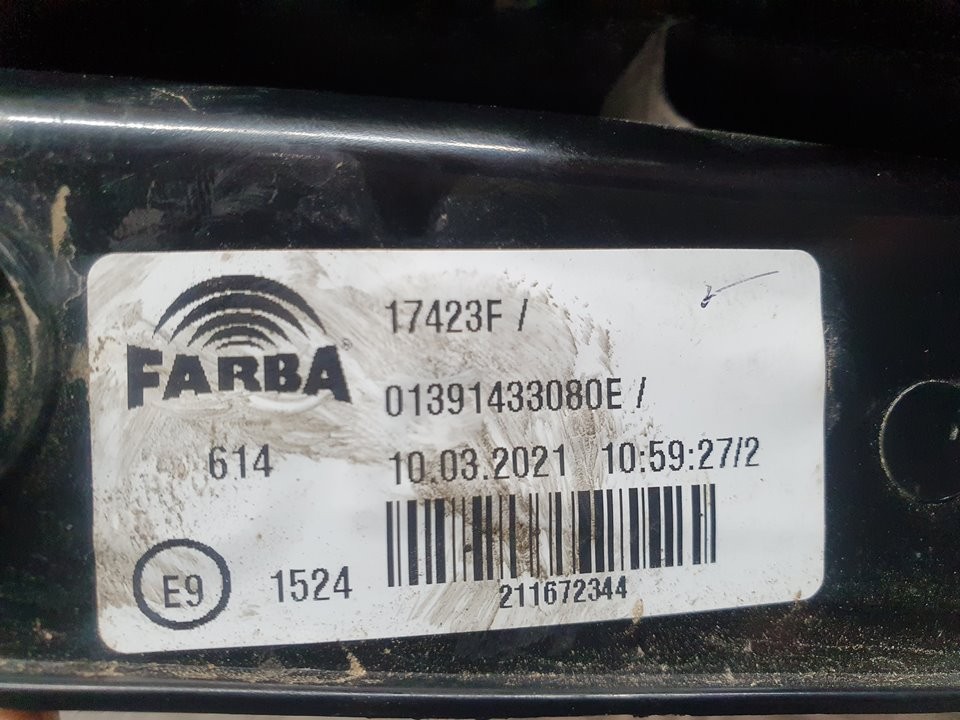 FARBA
17423F /
01391433080E /
614
10.03.2021 10:59:27/2
E9
1524
211672344